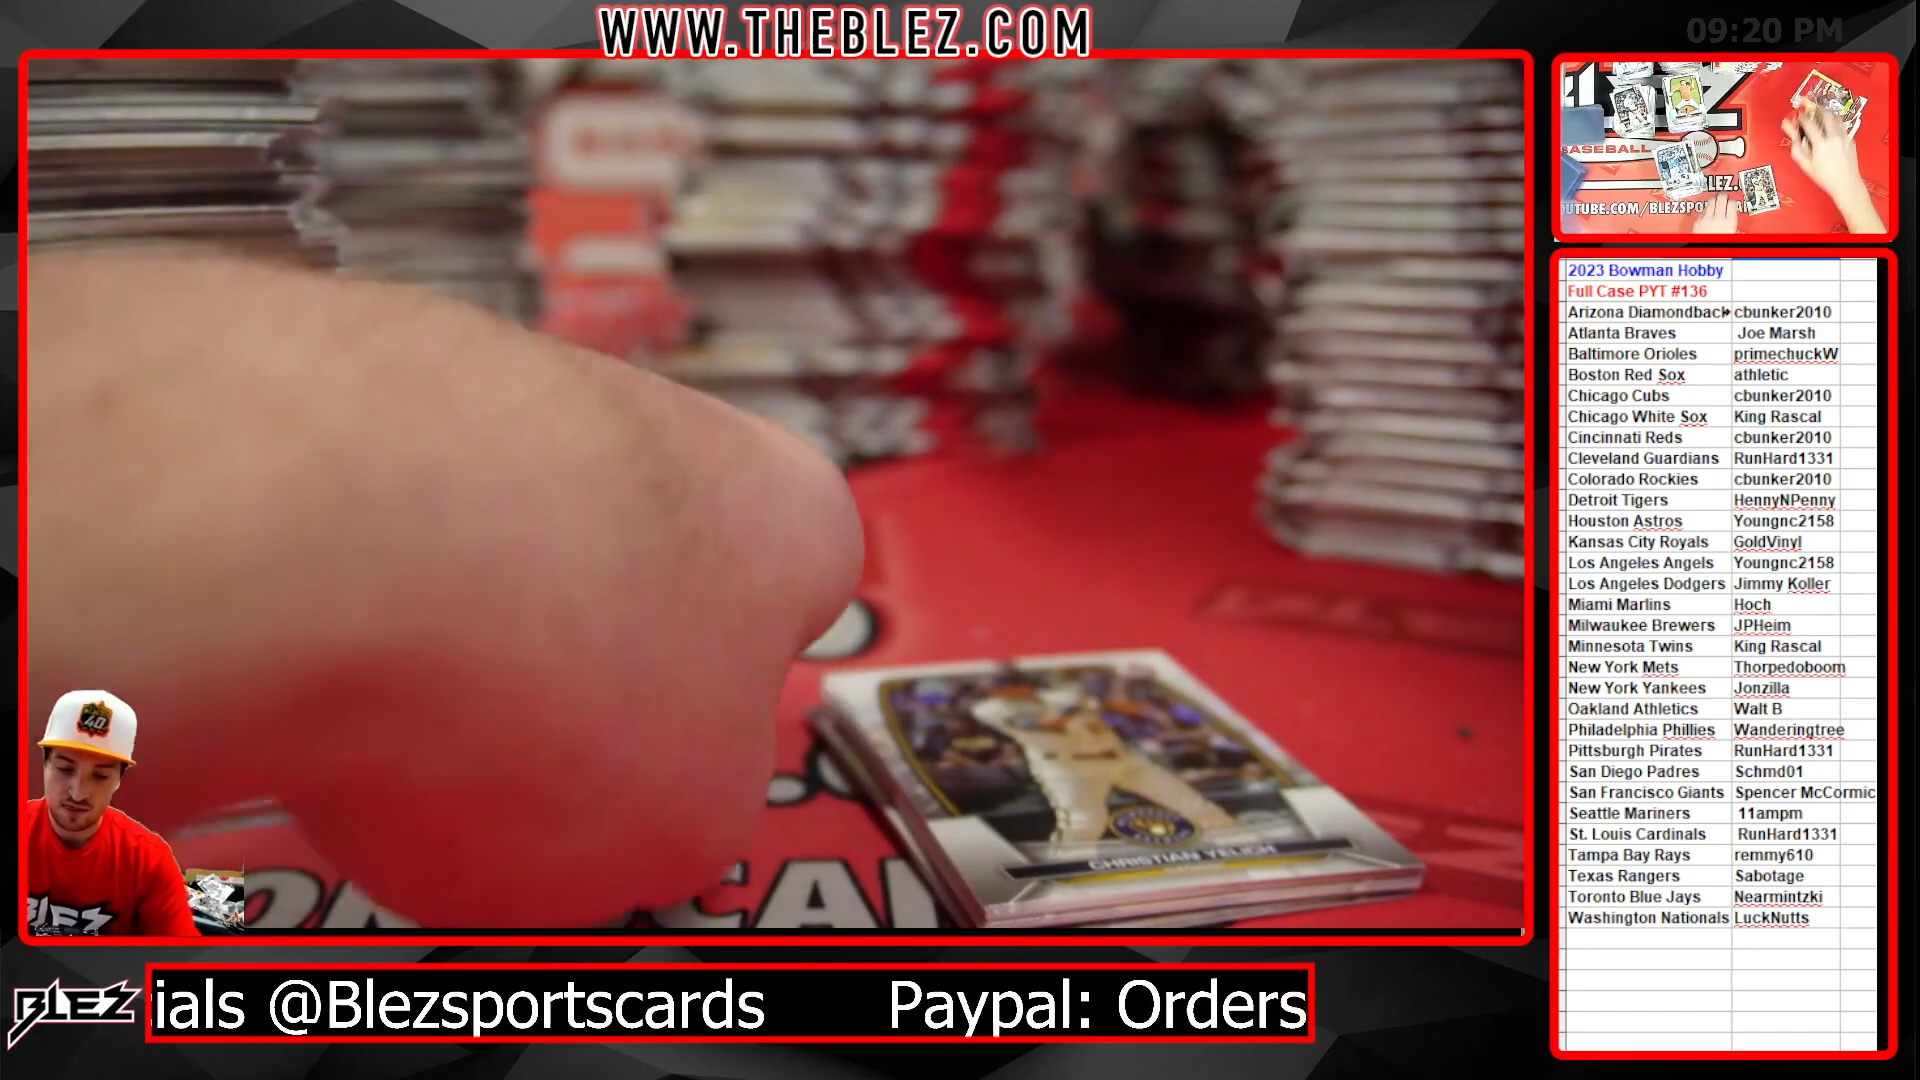 WWW.THEBLEZ.COM
09:20 PM
BASEBALL
BLEZ.
2023 Bowman Hobby
Full Case PYT #136
Arizona Diamondback cbunker2010
Atlanta Braves Joe Marsh
Baltimore Orioles primechuckW
Boston Red Sox athletic
Chicago Cubs cbunker2010
Chicago White Sox King Rascal
Cincinnati Reds cbunker2010
Cleveland Guardians RunHard1331
Colorado Rockies cbunker2010
Detroit Tigers HennyNPenny
Houston Astros Youngnc2158
Kansas City Royals GoldVinyl
Los Angeles Angels Youngnc2158
Los Angeles Dodgers Jimmy Koller
Miami Marlins Hoch
Milwaukee Brewers JPHeim
Minnesota Twins King Rascal
New York Mets Thorpedoboom
New York Yankees Jonzilla
Oakland Athletics Walt B
Philadelphia Phillies Wanderingtree
Pittsburgh Pirates RunHard1331
San Diego Padres Schmd01
San Francisco Giants Spencer McCormic
Seattle Mariners 11ampm
St. Louis Cardinals RunHard1331
Tampa Bay Rays remmy610
Texas Rangers Sabotage
Toronto Blue Jays Nearmintzki
Washington Nationals LuckNutts
CHRISTIAN YELICH
40
BLEZ
BLEZ
ials @Blezsportscards Paypal: Orders